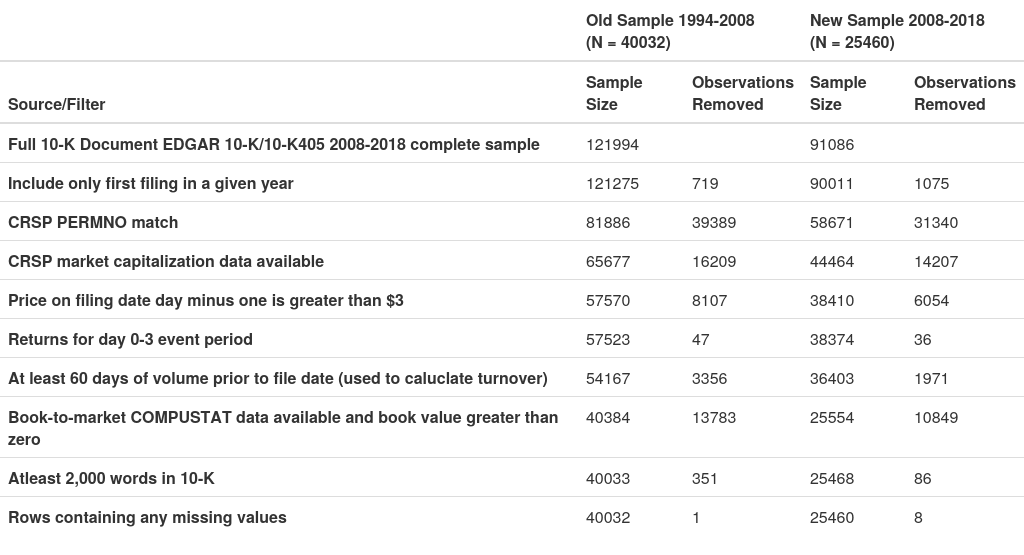 Old Sample 1994-2008 New Sample 2008-2018
(N = 40032) (N = 25460)
Sample Observations Sample Observations
Source/Filter Size Removed Size Removed
Full 10-K Document EDGAR 10-K/10-K405 2008-2018 complete sample 121994 91086
Include only first filing in a given year 121275 719 90011 1075
CRSP PERMNO match 81886 39389 58671 31340
CRSP market capitalization data available 65677 16209 44464 14207
Price on filing date day minus one is greater than $3 57570 8107 38410 6054
Returns for day 0-3 event period 57523 47 38374 36
At least 60 days of volume prior to file date (used to caluclate turnover) 54167 3356 36403 1971
Book-to-market COMPUSTAT data available and book value greater than 40384 13783 25554 10849
zero
Atleast 2,000 words in 10-K 40033 351 25468 86
Rows containing any missing values 40032 1 25460 8